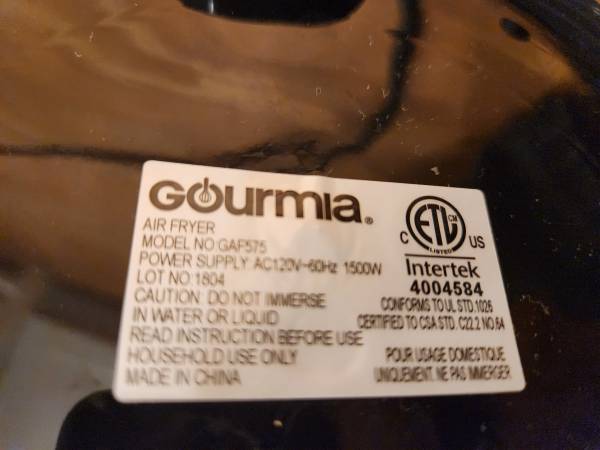 Gourmia®
AIR FRYER
MODEL NO:GAF575
POWER SUPPLY: AC120V~60Hz 1500W
LOT NO:1804
CAUTION: DO NOT IMMERSE
IN WATER OR LIQUID
READ INSTRUCTION BEFORE USE
HOUSEHOLD USE ONLY
MADE IN CHINA
ETL CM
LISTED
C US
Intertek
4004584
CONFORMS TO UL STD.1026
CERTIFIED TO CSA STD. C22.2 NO.64
POUR USAGE DOMESTIQUE
UNIQUEMENT. NE PAS IMMERGER